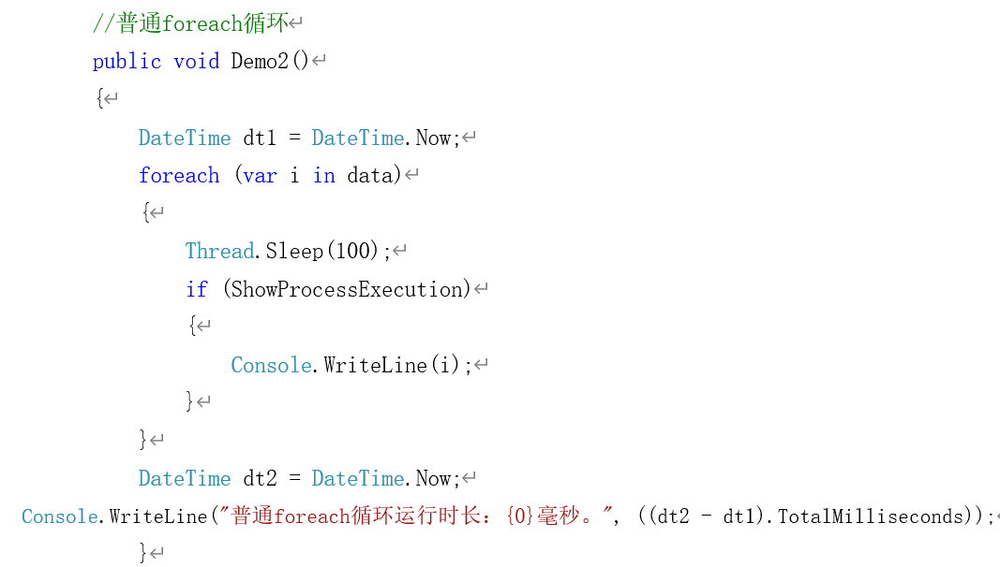 //普通foreach循环↵
public void Demo2()↵
{↵
DateTime dt1 = DateTime.Now;↵
foreach (var i in data)↵
{↵
Thread.Sleep(100);↵
if (ShowProcessExecution)↵
{↵
Console.WriteLine(i);↵
}↵
}↵
DateTime dt2 = DateTime.Now;↵
Console.WriteLine("普通foreach循环运行时长：{0}毫秒。", ((dt2 - dt1).TotalMilliseconds));↵
}↵